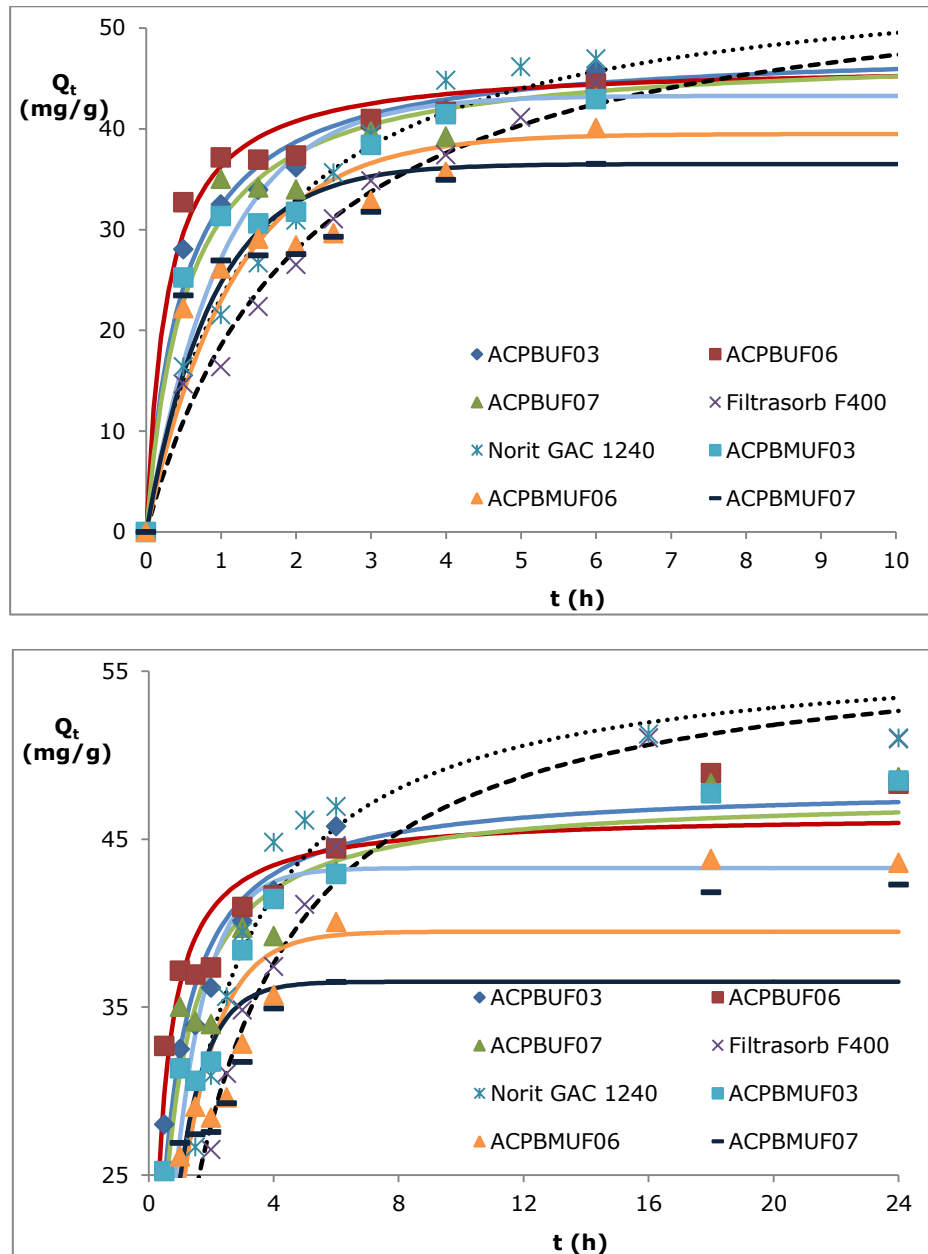 50
Qt
(mg/g)
40
30
20
10
0
ACPBUF03 ACPBUF06
ACPBUF07 Filtrasorb F400
Norit GAC 1240 ACPBMUF03
ACPBMUF06 ACPBMUF07
0 1 2 3 4 5 6 7 8 9 10
t (h)
55
Qt
(mg/g)
45
35
25
ACPBUF03 ACPBUF06
ACPBUF07 Filtrasorb F400
Norit GAC 1240 ACPBMUF03
ACPBMUF06 ACPBMUF07
0 4 8 12 16 20 24
t (h)